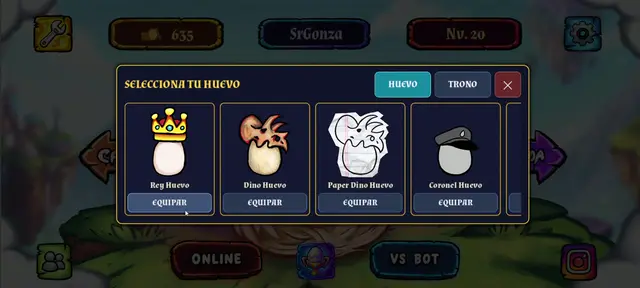 635
SrGonza
Nv. 20
SELECCIONA TU HUEVO
HUEVO
TRONO
Rey Huevo
Dino Huevo
Paper Dino Huevo
Coronel Huevo
EQUIPAR
EQUIPAR
EQUIPAR
EQUIPAR
ONLINE
VS BOT